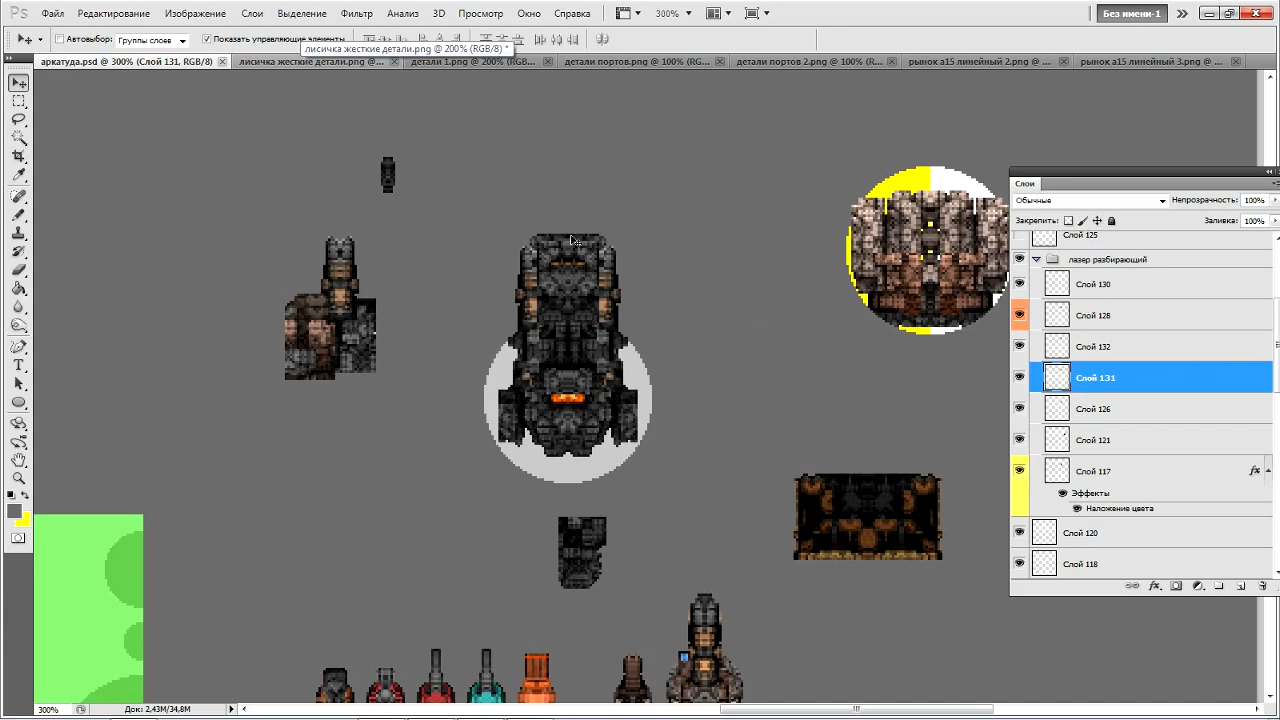 Ps Файл Редактирование Изображение Слои Выделение Фильтр Анализ 3D Просмотр Окно Справка 300% Без имени-1
Автовыбор: Группы слоев Показать управляющие элементы
лисичка жесткие детали.png @ 200% (RGB/8) *
аркатуда.psd @ 300% (Слой 131, RGB/8) лисичка жесткие детали.png @... детали 1.png @ 200% (RGB... детали портов.png @ 100% (RG... детали портов 2.png @ 100% (R... рынок а15 линейный 2.png @ ... рынок а15 линейный 3.png @ ...
Слои
Обычные Непрозрачность: 100%
Закрепить: Заливка: 100%
Слой 125
лазер разбирающий
Слой 130
Слой 128
Слой 132
Слой 131
Слой 126
Слой 121
Слой 117 fx
Эффекты
Наложение цвета
Слой 120
Слой 118
fx
300% Док: 2,43M/34,8M